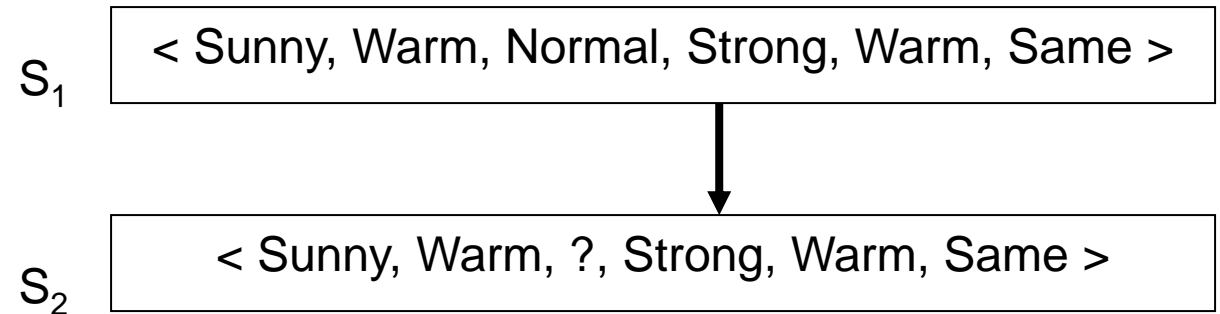 S₁ < Sunny, Warm, Normal, Strong, Warm, Same >
S₂ < Sunny, Warm, ?, Strong, Warm, Same >